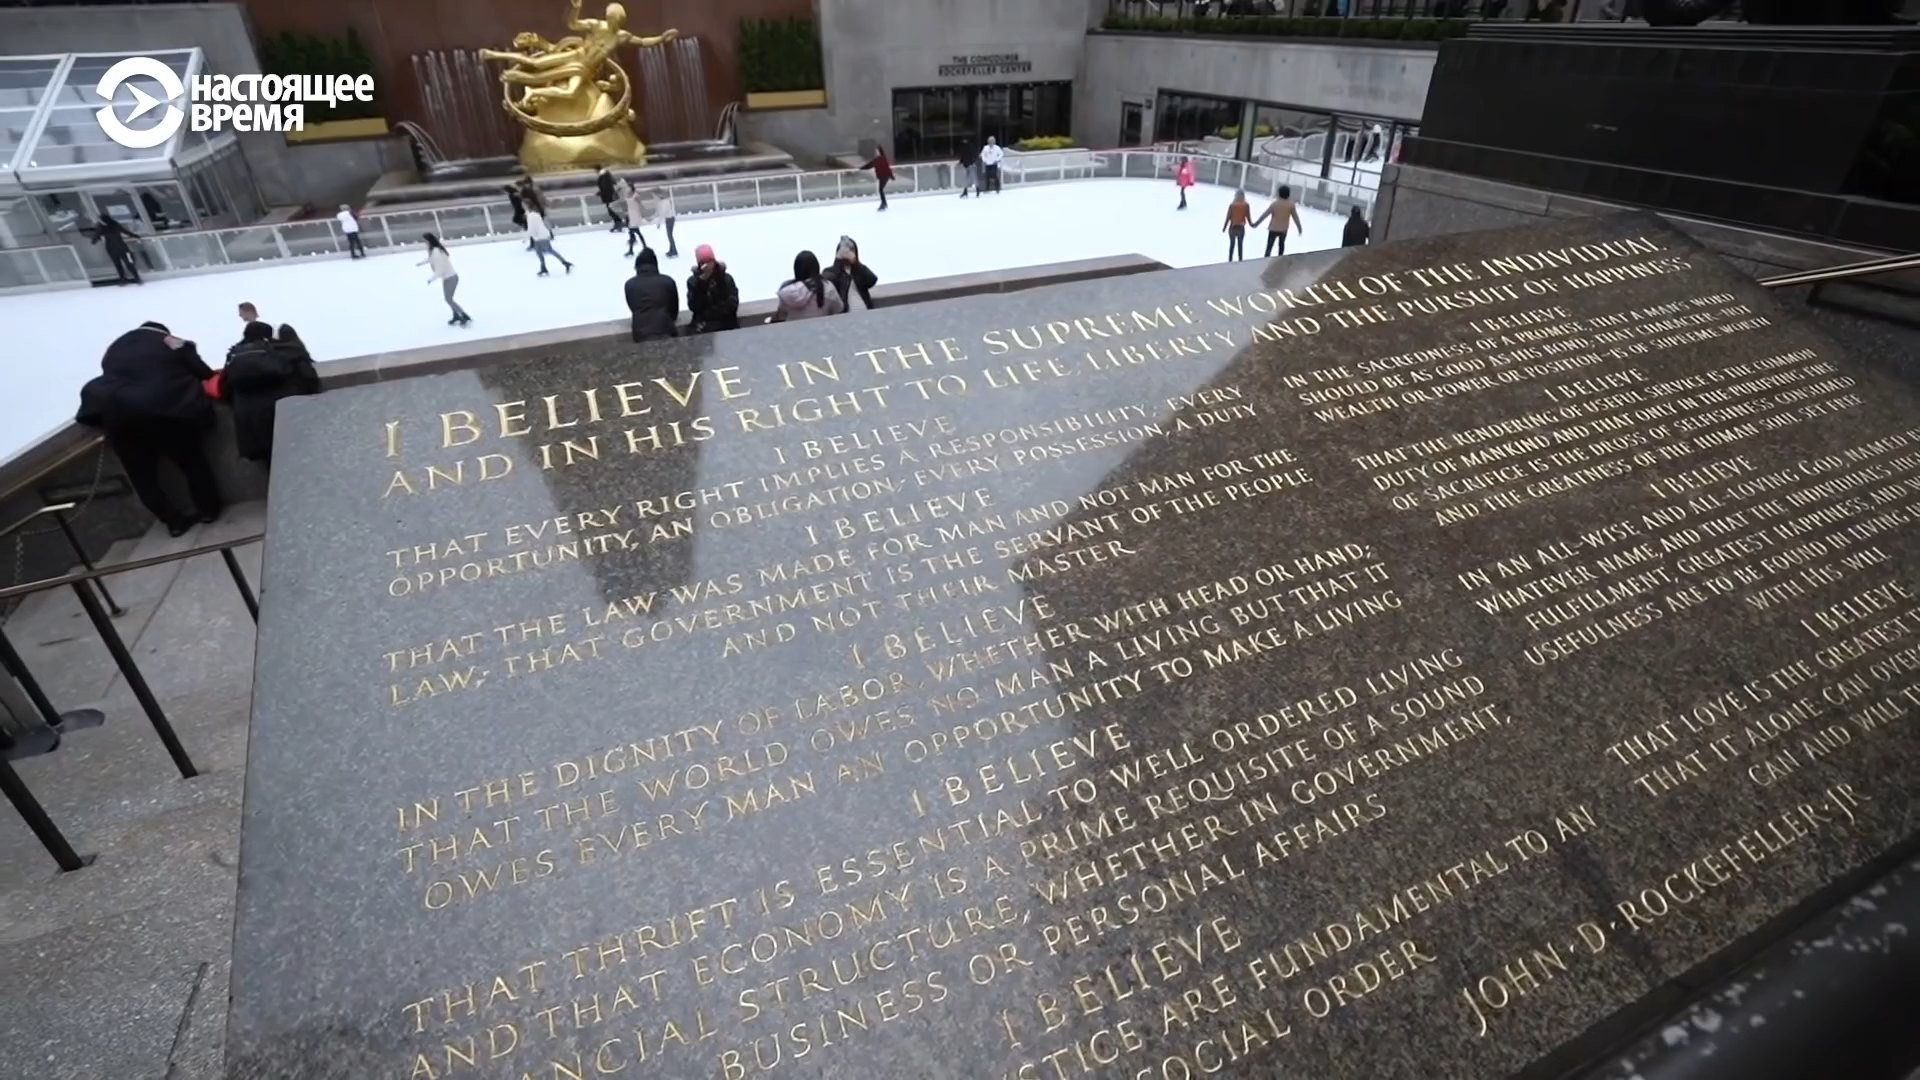 настоящее
время
THE CONCOURSE
ROCKEFELLER CENTER
I BELIEVE IN THE SUPREME WORTH OF THE INDIVIDUAL
AND IN HIS RIGHT TO LIFE, LIBERTY AND THE PURSUIT OF HAPPINESS
I BELIEVE
THAT EVERY RIGHT IMPLIES A RESPONSIBILITY; EVERY
OPPORTUNITY, AN OBLIGATION; EVERY POSSESSION, A DUTY
I BELIEVE
THAT THE LAW WAS MADE FOR MAN AND NOT MAN FOR THE
LAW; THAT GOVERNMENT IS THE SERVANT OF THE PEOPLE
AND NOT THEIR MASTER
I BELIEVE
IN THE DIGNITY OF LABOR, WHETHER WITH HEAD OR HAND;
THAT THE WORLD OWES NO MAN A LIVING BUT THAT IT
OWES EVERY MAN AN OPPORTUNITY TO MAKE A LIVING
I BELIEVE
THAT THRIFT IS ESSENTIAL TO WELL ORDERED LIVING
AND THAT ECONOMY IS A PRIME REQUISITE OF A SOUND
ANCIAL STRUCTURE, WHETHER IN GOVERNMENT,
BUSINESS OR PERSONAL AFFAIRS
I BELIEVE
STICE ARE FUNDAMENTAL TO AN
SOCIAL ORDER
I BELIEVE
IN THE SACREDNESS OF A PROMISE, THAT A MAN'S WORD
SHOULD BE AS GOOD AS HIS BOND; THAT CHARACTER—NOT
WEALTH OR POWER OR POSITION—IS OF SUPREME WORTH
I BELIEVE
THAT THE RENDERING OF USEFUL SERVICE IS THE COMMON
DUTY OF MANKIND AND THAT ONLY IN THE PURIFYING FIRE
OF SACRIFICE IS THE DROSS OF SELFISHNESS CONSUMED
AND THE GREATNESS OF THE HUMAN SOUL SET FREE
I BELIEVE
IN AN ALL-WISE AND ALL-LOVING GOD, NAMED
WHATEVER NAME, AND THAT THE INDIVIDUALS
FULFILLMENT, GREATEST HAPPINESS, AND
USEFULNESS ARE TO BE FOUND IN LIVING
WITH HIS WILL
I BELIEVE
THAT LOVE IS THE GREATEST
THAT IT ALONE CAN OVER
CAN AND WILL
JOHN·D·ROCKEFELLER·JR